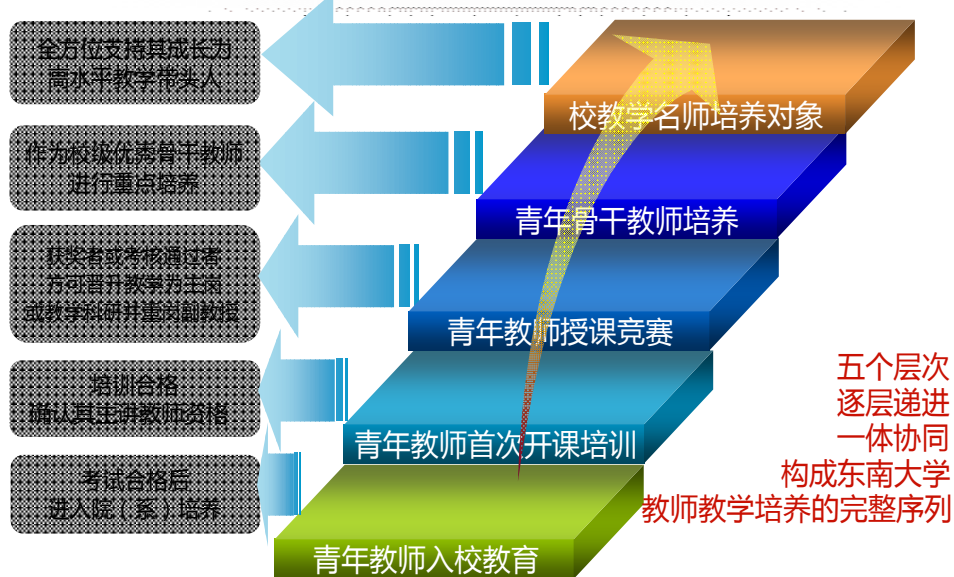 全方位支持其成长为
高水平教学带头人
校教学名师培养对象
作为校级优秀骨干教师
进行重点培养
青年骨干教师培养
获奖者或考核通过者
方可晋升教学为主岗
或教学科研并重岗副教授
青年教师授课竞赛
培训合格
确认其主讲教师资格
青年教师首次开课培训
考试合格后
进入院（系）培养
青年教师入校教育
五个层次
逐层递进
一体协同
构成东南大学
教师教学培养的完整序列